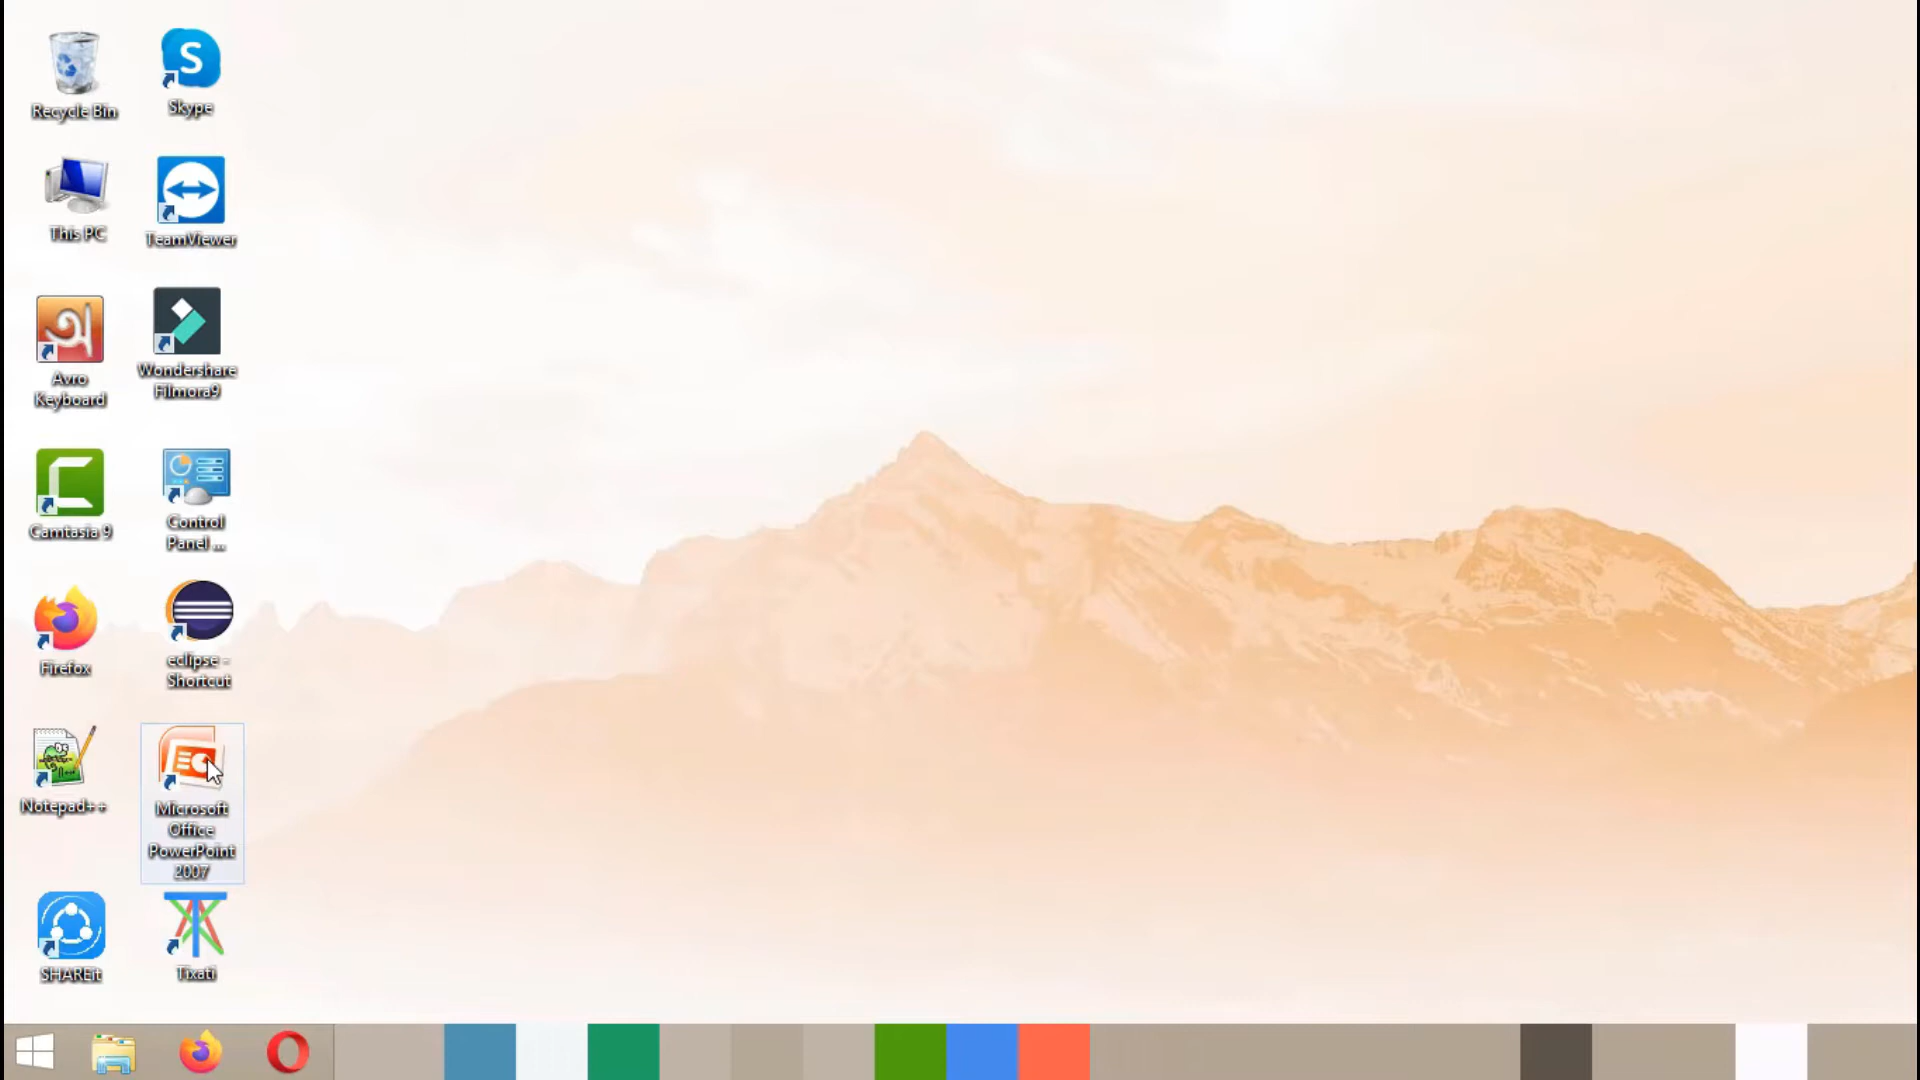 Recycle Bin
S
Skype
This PC
TeamViewer
Avro
Keyboard
Wondershare
Filmora9
Camtasia 9
Control
Panel ...
Firefox
eclipse -
Shortcut
Notepad++
Microsoft
Office
PowerPoint
2007
SHAREit
Tixati